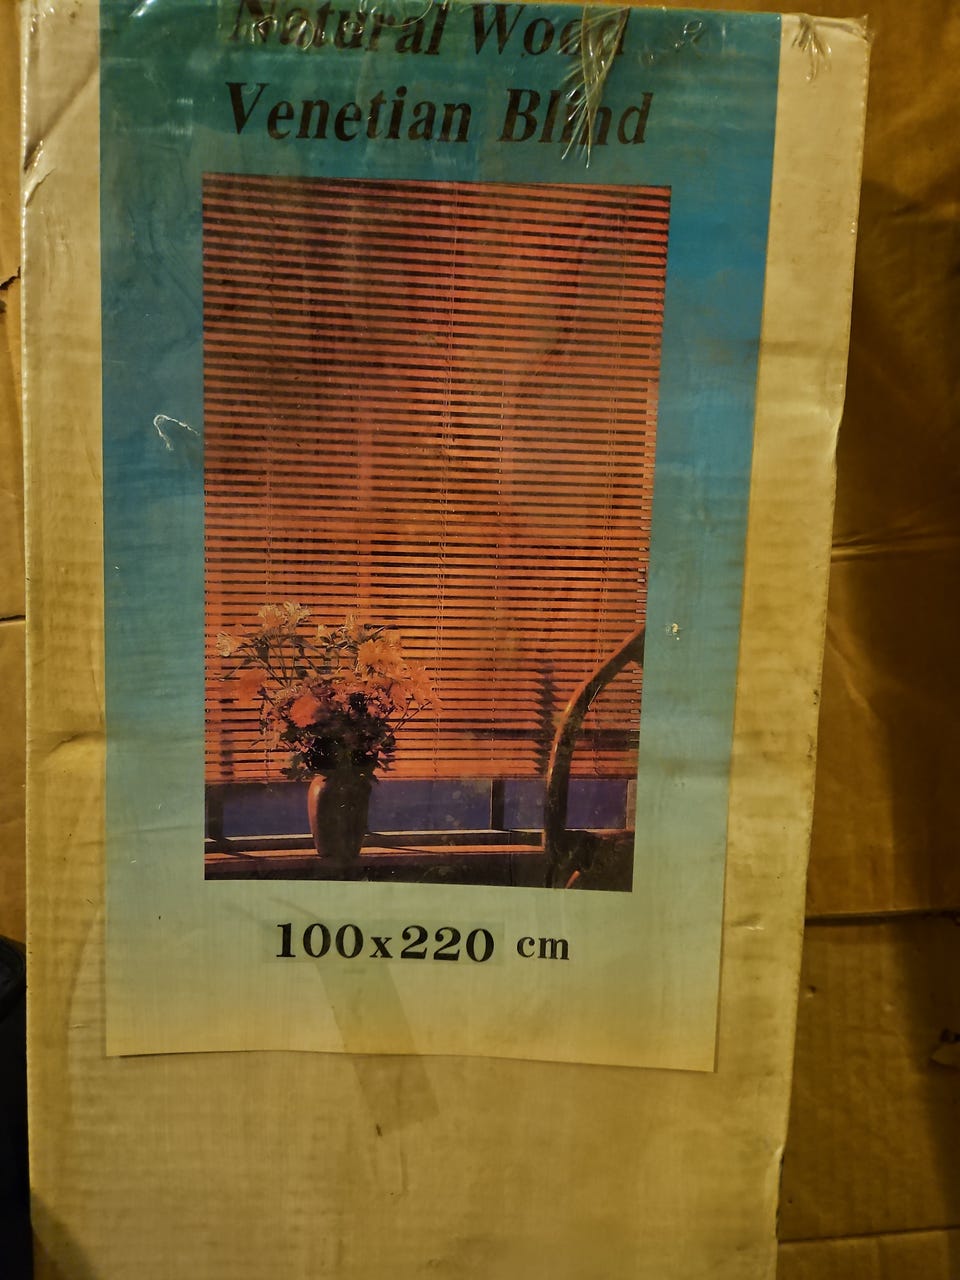 Natural Wood
Venetian Blind
100x220 cm